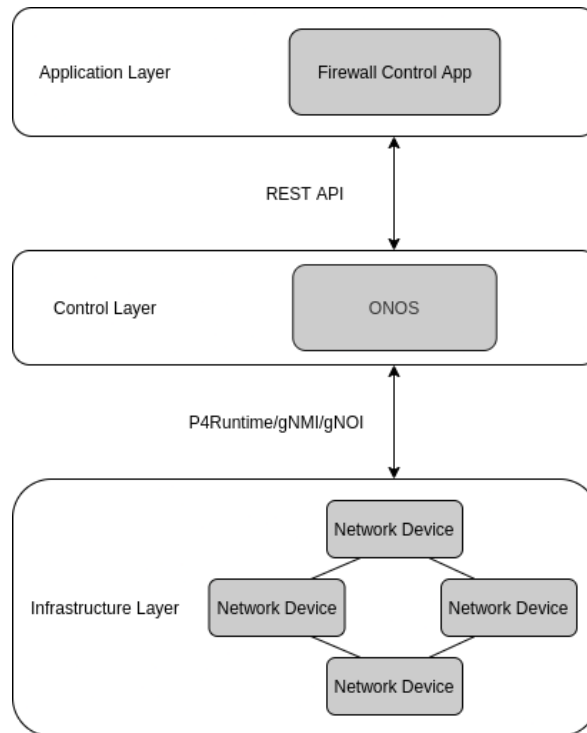 Application Layer
Firewall Control App
REST API
Control Layer
ONOS
P4Runtime/gNMI/gNOI
Network Device
Infrastructure Layer
Network Device
Network Device
Network Device